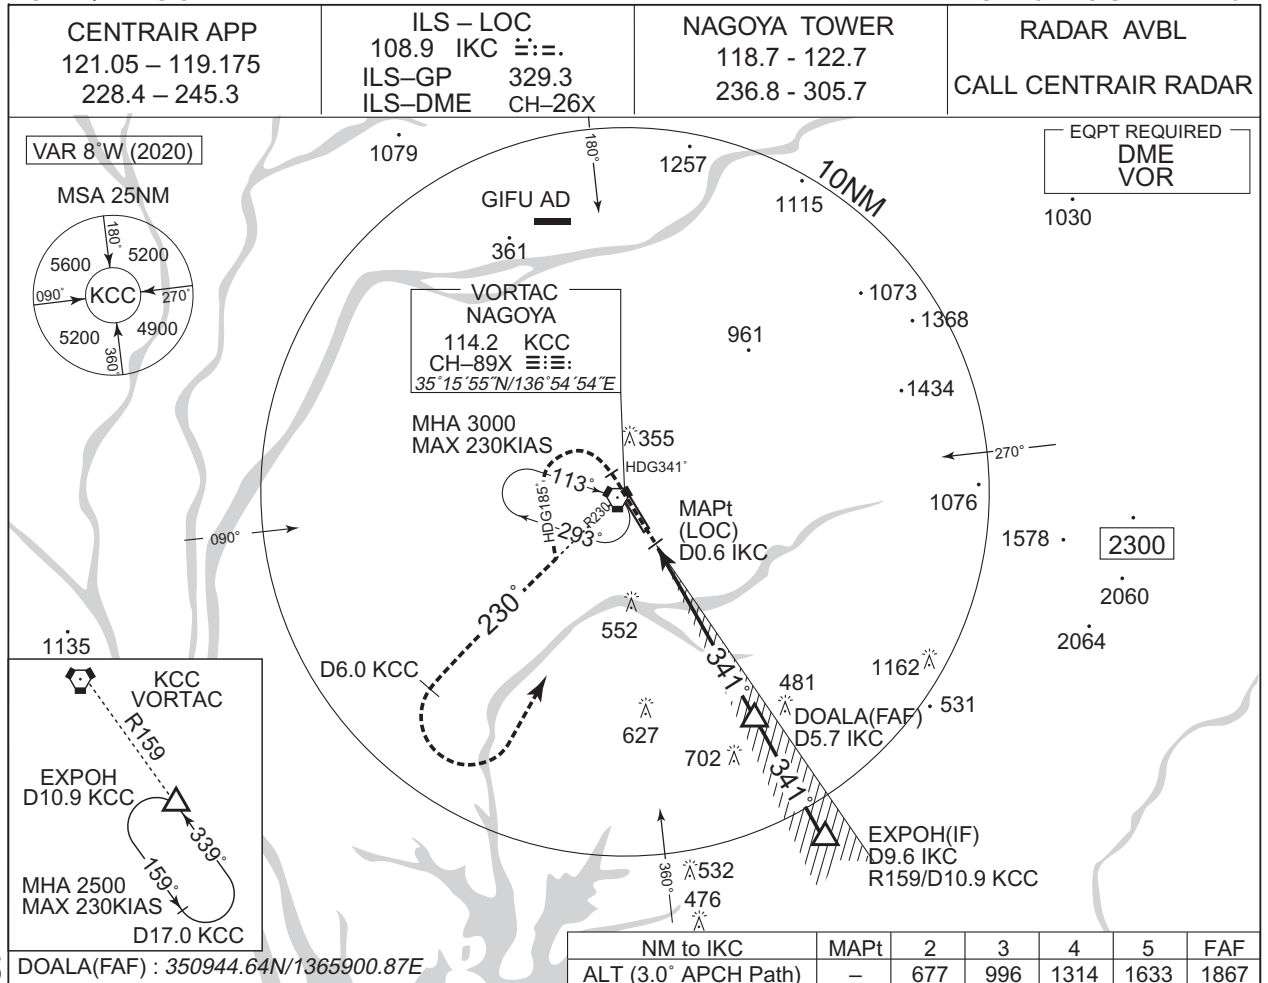 CENTRAIR APP
121.05 – 119.175
228.4 – 245.3
ILS – LOC
108.9 IKC
ILS–GP 329.3
ILS–DME CH–26X
NAGOYA TOWER
118.7 - 122.7
236.8 - 305.7
RADAR AVBL
CALL CENTRAIR RADAR
VAR 8°W (2020)
MSA 25NM
180°
5600
5200
090°
KCC
270°
5200
4900
360°
1079
180°
1257
10NM
1115
EQPT REQUIRED
DME
VOR
1030
GIFU AD
361
VORTAC
NAGOYA
114.2 KCC
CH–89X
35°15´55˝N/136°54´54˝E
1073
1368
961
1434
MHA 3000
MAX 230KIAS
355
HDG341°
113°
HDG185°
R230
293°
270°
1076
MAPt
(LOC)
D0.6 IKC
090°
1578
2300
2060
2064
230°
552
341°
1162
1135
D6.0 KCC
481
DOALA(FAF)
D5.7 IKC
531
627
702
341°
EXPOH(IF)
D9.6 IKC
R159/D10.9 KCC
360°
532
476
KCC
VORTAC
R159
EXPOH
D10.9 KCC
339°
159°
MHA 2500
MAX 230KIAS
D17.0 KCC
DOALA(FAF) : 350944.64N/1365900.87E
NM to IKC MAPt 2 3 4 5 FAF
ALT (3.0° APCH Path) – 677 996 1314 1633 1867